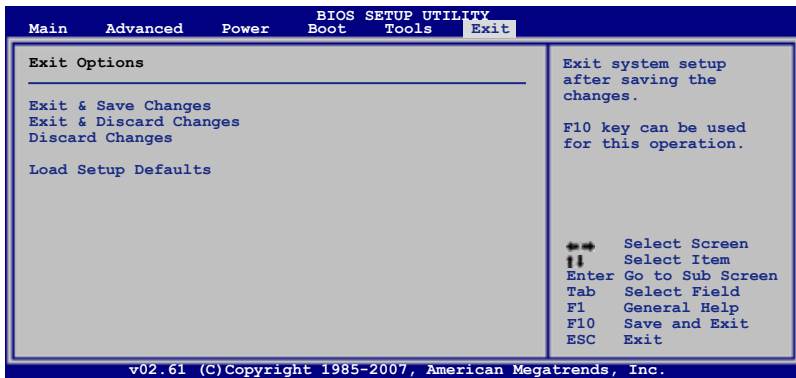 BIOS SETUP UTILITY
Main Advanced Power Boot Tools Exit
Exit Options
Exit & Save Changes
Exit & Discard Changes
Discard Changes
Load Setup Defaults
Exit system setup
after saving the
changes.
F10 key can be used
for this operation.
Select Screen
Select Item
Enter Go to Sub Screen
Tab Select Field
F1 General Help
F10 Save and Exit
ESC Exit
v02.61 (C)Copyright 1985-2007, American Megatrends, Inc.